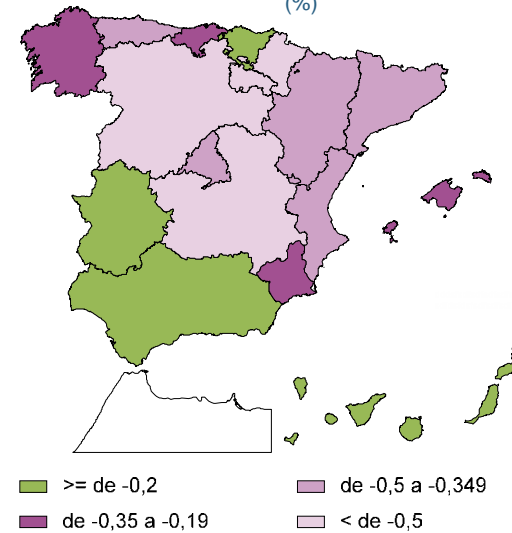 (%)
>= de -0,2
de -0,5 a -0,349
de -0,35 a -0,19
< de -0,5